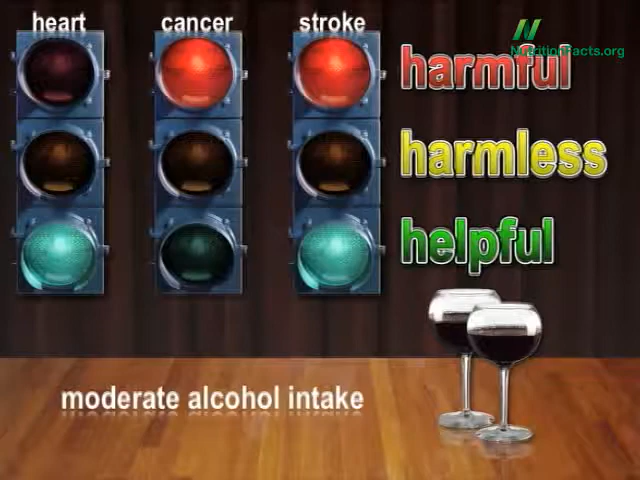 heart cancer stroke
NutritionFacts.org
harmful
harmless
helpful
moderate alcohol intake